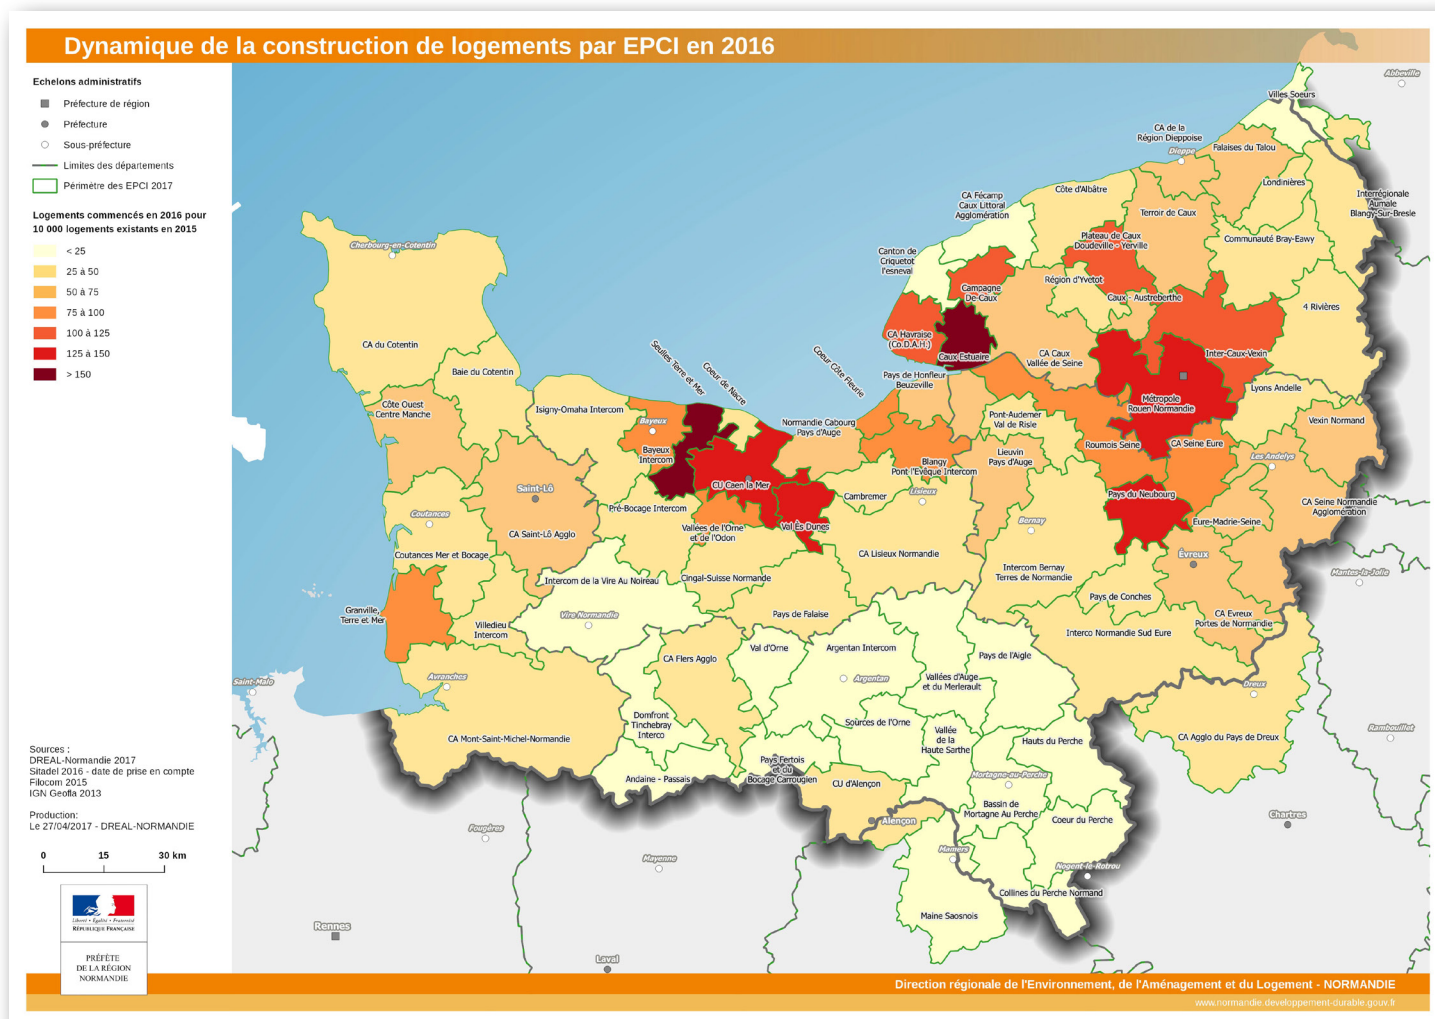 Dynamique de la construction de logements par EPCI en 2016
Echelons administratifs
Préfecture de région
Préfecture
Sous-préfecture
Limites des départements
Périmètre des EPCI 2017
Logements commencés en 2016 pour
10 000 logements existants en 2015
< 25
25 à 50
50 à 75
75 à 100
100 à 125
125 à 150
> 150
Abbeville
Villes Soeurs
CA de la
Région Dieppoise
Dieppe
Falaises du Talou
Londinières
Interrégionale
Aumale
Blangy-Sur-Bresle
CA Fécamp
Caux Littoral
Agglomération
Côte d'Albâtre
Terroir de Caux
Plateau de Caux
Doudeville - Yerville
Communauté Bray-Eawy
Canton de
Criquetot
l'esneval
Campagne
De-Caux
Région d'Yvetot
Caux - Austreberthe
4 Rivières
CA Havraise
(Co.D.A.H.)
Caux Estuaire
CA Caux
Vallée de Seine
Inter-Caux-Vexin
Cherbourg-en-Cotentin
CA du Cotentin
Baie du Cotentin
Côte Ouest
Centre Manche
Isigny-Omaha Intercom
Seulles Terre et Mer
Coeur de Nacre
Coeur Côte Fleurie
Pays de Honfleur
Beuzeville
Métropole
Rouen Normandie
Lyons Andelle
Bayeux
Bayeux
Intercom
Normandie Cabourg
Pays d'Auge
Pont-Audemer
Val de Risle
Roumois Seine
CA Seine Eure
Vexin Normand
Les Andelys
Blangy
Pont l'Evêque Intercom
Lieuvin
Pays d'Auge
CU Caen la Mer
Cambremer
Lisieux
Pays du Neubourg
CA Seine Normandie
Agglomération
Saint-Lô
Pré-Bocage Intercom
Val Ès Dunes
Vallées de l'Orne
et de l'Odon
Coutances
CA Saint-Lô Agglo
Bernay
Eure-Madrie-Seine
Coutances Mer et Bocage
CA Lisieux Normandie
Évreux
Mantes-la-Jolie
Intercom de la Vire Au Noireau
Cingal-Suisse Normande
Intercom Bernay
Terres de Normandie
Pays de Conches
Granville,
Terre et Mer
Villedieu
Intercom
Vire Normandie
Pays de Falaise
CA Evreux
Portes de Normandie
Interco Normandie Sud Eure
CA Flers Agglo
Val d'Orne
Argentan Intercom
Pays de l'Aigle
Saint-Malo
Avranches
Argentan
Vallées d'Auge
et du Merlerault
Dreux
Domfront
Tinchebray
Interco
Sources de l'Orne
Vallée
de la
Haute Sarthe
Hauts du Perche
CA Agglo du Pays de Dreux
Rambouillet
CA Mont-Saint-Michel-Normandie
Andaine - Passais
Pays Fertois
et du
Bocage Carrougien
CU d'Alençon
Mortagne-au-Perche
Bassin de
Mortagne Au Perche
Coeur du Perche
Chartres
Alençon
Fougères
Mayenne
Mamers
Nogent-le-Rotrou
Collines du Perche Normand
Maine Saosnois
Rennes
Laval
Sources :
DREAL-Normandie 2017
Sitadel 2016 - date de prise en compte
Filocom 2015
IGN Geofla 2013
Production:
Le 27/04/2017 - DREAL-NORMANDIE
0 15 30 km
Liberté • Égalité • Fraternité
RÉPUBLIQUE FRANÇAISE
PRÉFÈTE
DE LA RÉGION
NORMANDIE
Direction régionale de l'Environnement, de l'Aménagement et du Logement - NORMANDIE
www.normandie.developpement-durable.gouv.fr